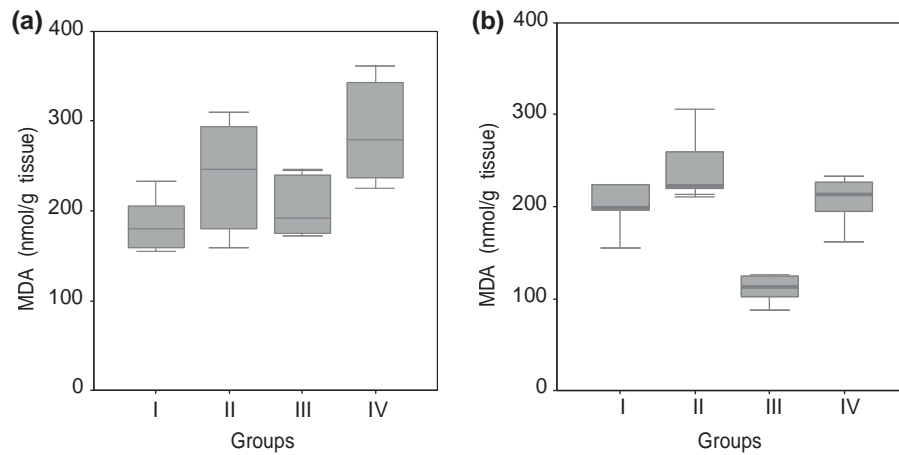 (a)
400
300
200
100
0
MDA (nmol/g tissue)
I II III IV
Groups
(b)
400
300
200
100
0
MDA (nmol/g tissue)
I II III IV
Groups